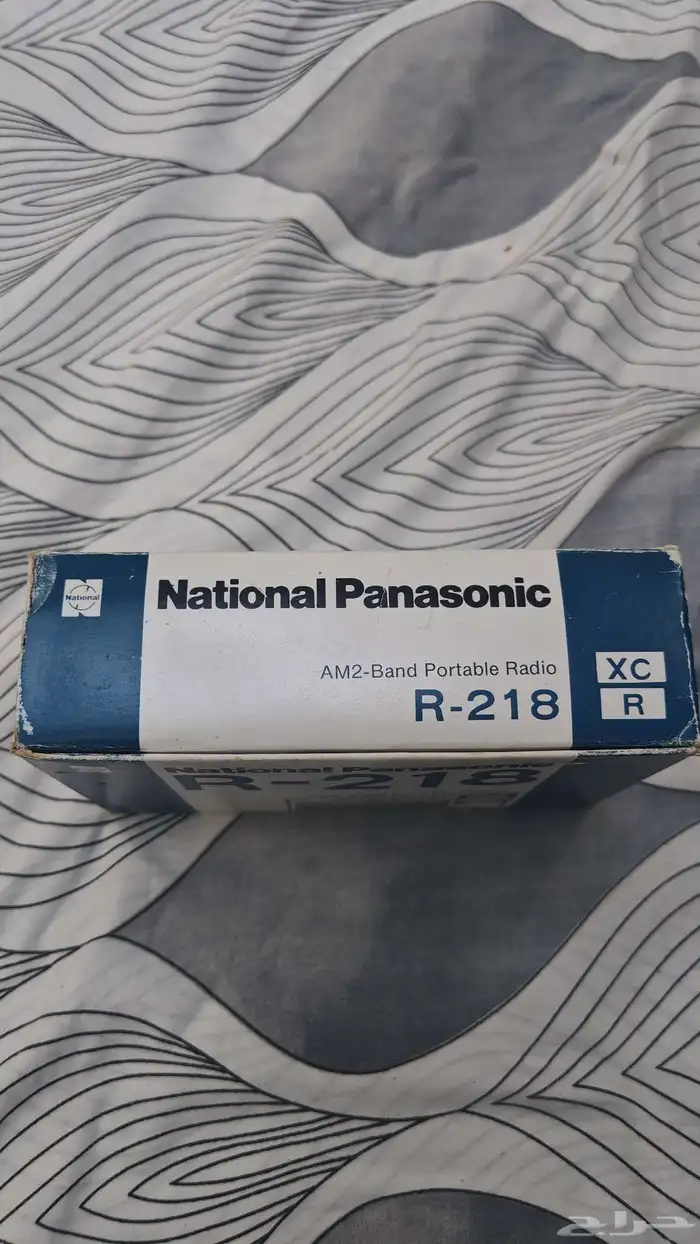 National
National Panasonic
AM2-Band Portable Radio
R-218
XC
R
National Panasonic
R-218
حراج